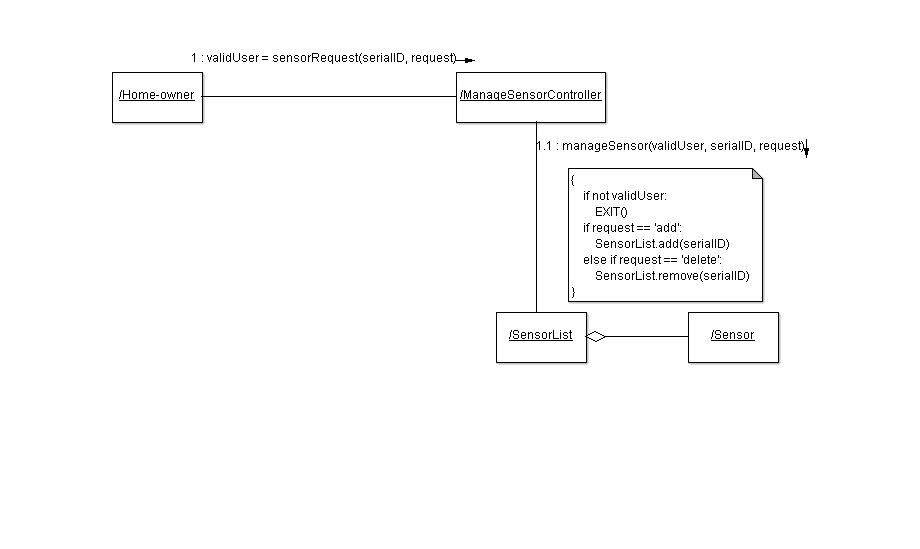 1 : validUser = sensorRequest(serialID, request)
/Home-owner
/ManageSensorController
1.1 : manageSensor(validUser, serialID, request)
{
if not validUser:
EXIT()
if request == 'add':
SensorList.add(serialID)
else if request == 'delete':
SensorList.remove(serialID)
}
/SensorList
/Sensor